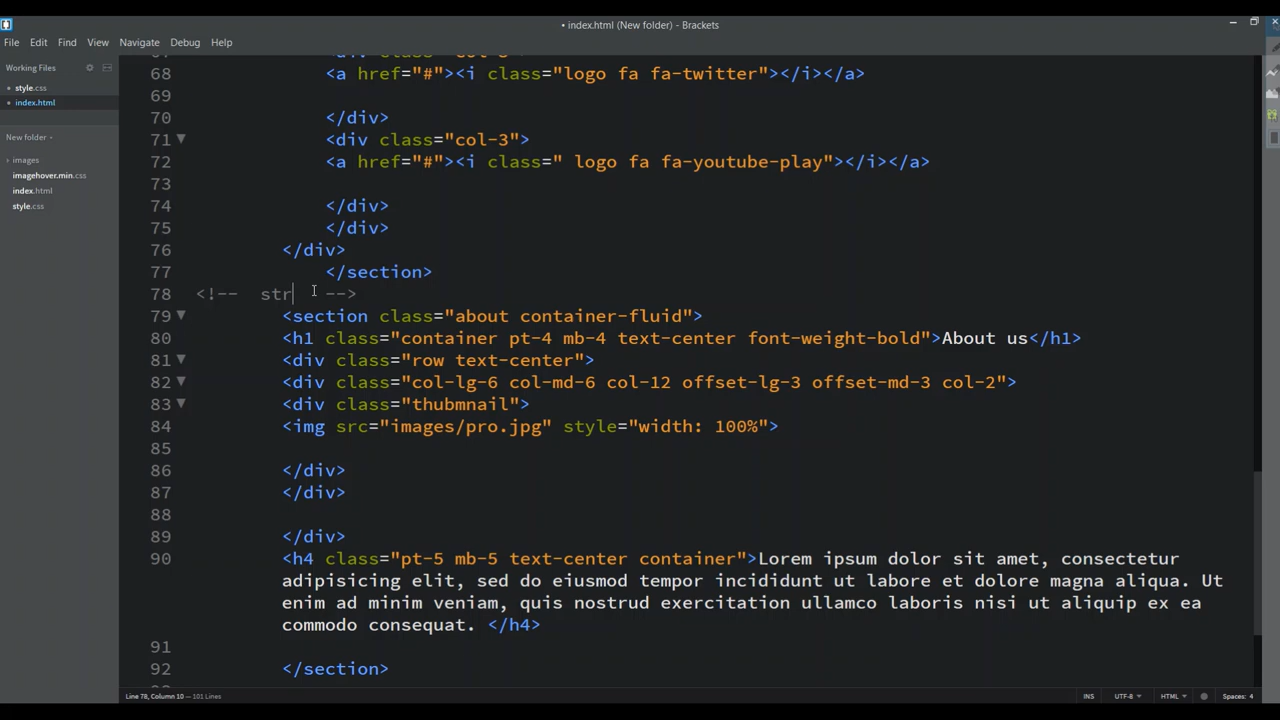 index.html (New folder) - Brackets
File Edit Find View Navigate Debug Help
Working Files
style.css
index.html
New folder
images
imagehover.min.css
index.html
style.css
68 <a href="#"><i class="logo fa fa-twitter"></i></a>
69
70 </div>
71 <div class="col-3">
72 <a href="#"><i class=" logo fa fa-youtube-play"></i></a>
73
74 </div>
75 </div>
76 </div>
77 </section>
78 <!-- str -->
79 <section class="about container-fluid">
80 <h1 class="container pt-4 mb-4 text-center font-weight-bold">About us</h1>
81 <div class="row text-center">
82 <div class="col-lg-6 col-md-6 col-12 offset-lg-3 offset-md-3 col-2">
83 <div class="thubmnail">
84 <img src="images/pro.jpg" style="width: 100%">
85
86 </div>
87 </div>
88
89 </div>
90 <h4 class="pt-5 mb-5 text-center container">Lorem ipsum dolor sit amet, consectetur
adipisicing elit, sed do eiusmod tempor incididunt ut labore et dolore magna aliqua. Ut
enim ad minim veniam, quis nostrud exercitation ullamco laboris nisi ut aliquip ex ea
commodo consequat. </h4>
91
92 </section>
Line 78, Column 10 — 101 Lines
INS UTF-8 HTML Spaces: 4